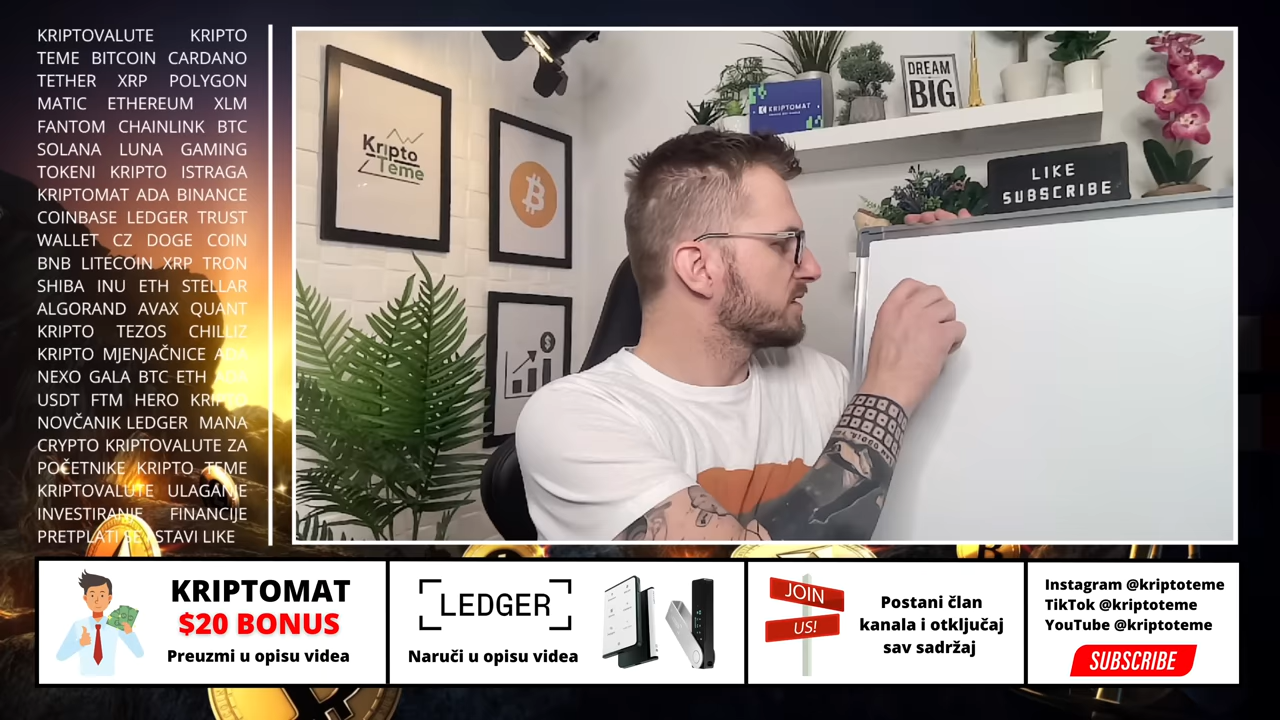 KRIPTOVALUTE KRIPTO
TEME BITCOIN CARDANO
TETHER XRP POLYGON
MATIC ETHEREUM XLM
FANTOM CHAINLINK BTC
SOLANA LUNA GAMING
TOKENI KRIPTO ISTRAGA
KRIPTOMAT ADA BINANCE
COINBASE LEDGER TRUST
WALLET CZ DOGE COIN
BNB LITECOIN XRP TRON
SHIBA INU ETH STELLAR
ALGORAND AVAX QUANT
KRIPTO TEZOS CHILLIZ
KRIPTO MJENJAČNICE ADA
NEXO GALA BTC ETH ADA
USDT FTM HERO KRIPTO
NOVČANIK LEDGER MANA
CRYPTO KRIPTOVALUTE ZA
POČETNIKE KRIPTO TEME
KRIPTOVALUTE ULAGANJE
INVESTIRANJE FINANCIJE
PRETPLATI SE OSTAVI LIKE
Kripto
Teme
KRIPTOMAT
DREAM
BIG
LIKE
SUBSCRIBE
KRIPTOMAT
$20 BONUS
Preuzmi u opisu videa
LEDGER
Naruči u opisu videa
JOIN
US!
Postani član
kanala i otključaj
sav sadržaj
Instagram @kriptoteme
TikTok @kriptoteme
YouTube @kriptoteme
SUBSCRIBE